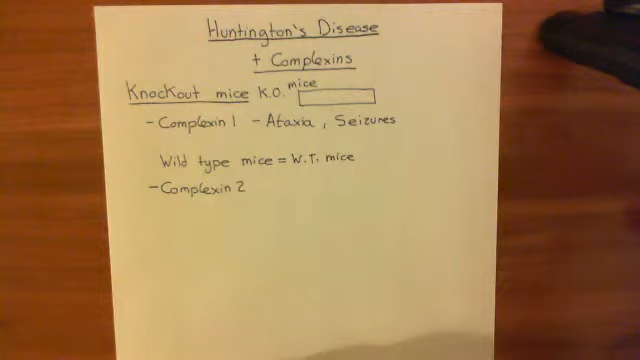 Huntington's Disease
+ Complexins
Knockout mice K.O. mice
- Complexin 1 - Ataxia, Seizures
Wild type mice = W.T. mice
- Complexin 2